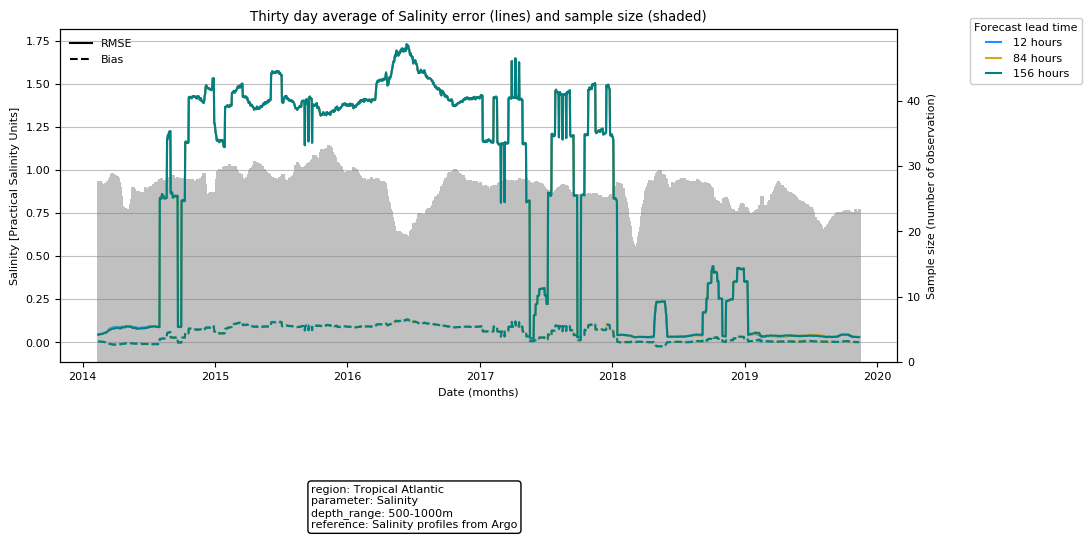 Thirty day average of Salinity error (lines) and sample size (shaded)
Forecast lead time
12 hours
84 hours
156 hours
RMSE
Bias
Salinity [Practical Salinity Units]
1.75
1.50
1.25
1.00
0.75
0.50
0.25
0.00
40
30
20
10
0
Sample size (number of observation)
2014
2015
2016
2017
2018
2019
2020
Date (months)
region: Tropical Atlantic
parameter: Salinity
depth_range: 500-1000m
reference: Salinity profiles from Argo